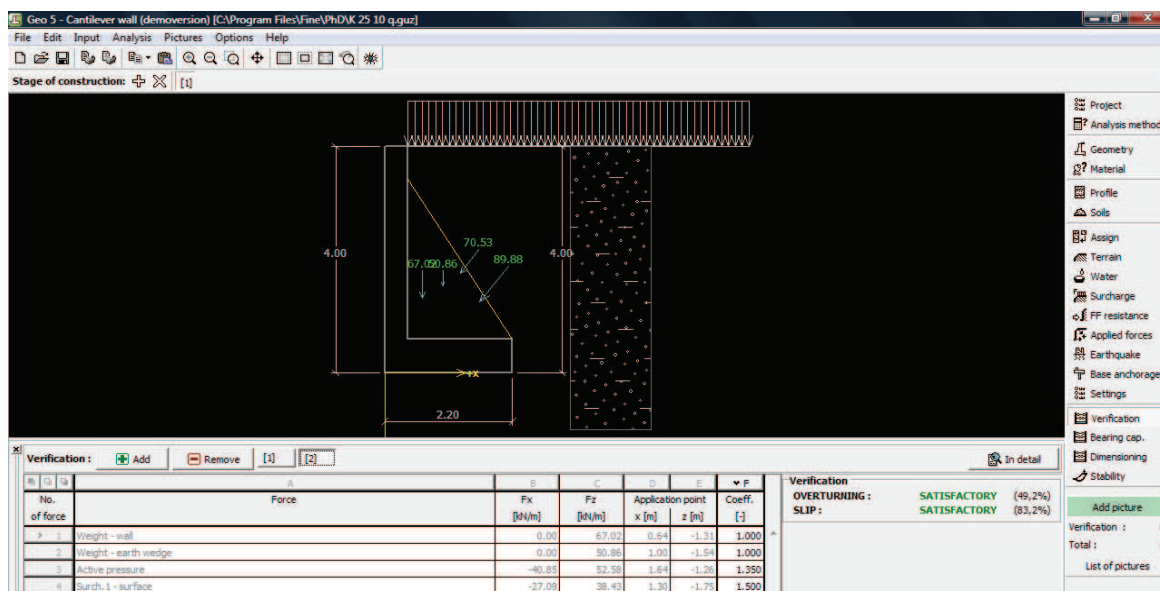 Geo 5 - Cantilever wall (demoversion) [C:\Program Files\Fine\PhD\K 25 10 q.guz]
File Edit Input Analysis Pictures Options Help
Stage of construction: [1]
4.00
67.02
50.86
70.53
89.88
4.00
+x
2.20
Project
Analysis method
Geometry
Material
Profile
Soils
Assign
Terrain
Water
Surcharge
FF resistance
Applied forces
Earthquake
Base anchorage
Settings
Verification
Bearing cap.
Dimensioning
Stability
Add picture
Verification :
Total :
List of pictures
Verification : Add Remove [1] [2] In detail
A B C D E F
No. Force Fx Fz Application point Coeff.
of force [kN/m] [kN/m] x [m] z [m] [-]
1 Weight - wall 0.00 67.02 0.64 -1.31 1.000
2 Weight - earth wedge 0.00 50.86 1.00 -1.54 1.000
3 Active pressure -40.85 52.58 1.64 -1.26 1.350
4 Surch.1 - surface -27.09 38.43 1.30 -1.75 1.500
Verification
OVERTURNING : SATISFACTORY (49,2%)
SLIP : SATISFACTORY (83,2%)